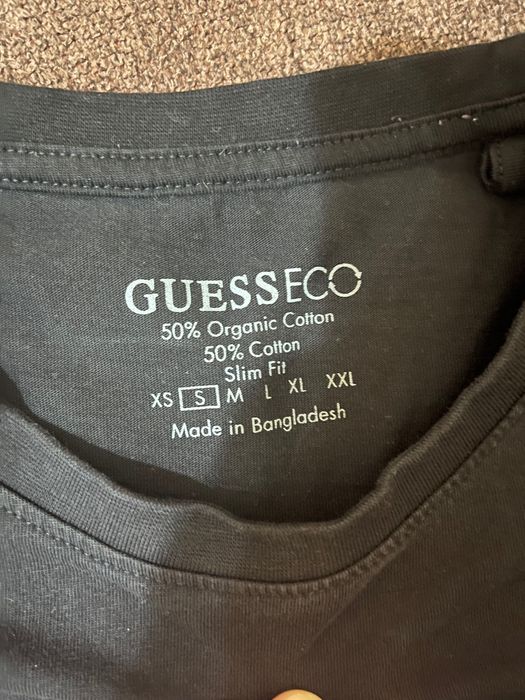 GUESSECO
50% Organic Cotton
50% Cotton
Slim Fit
XS S M L XL XXL
Made in Bangladesh